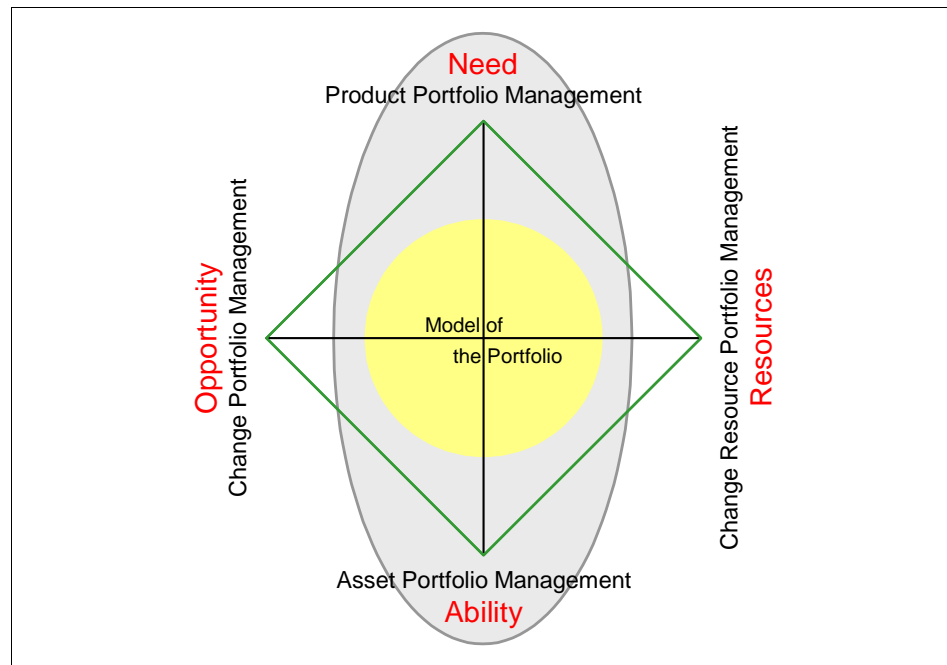 Need
Product Portfolio Management
Opportunity
Change Portfolio Management
Model of
the Portfolio
Change Resource Portfolio Management
Resources
Asset Portfolio Management
Ability